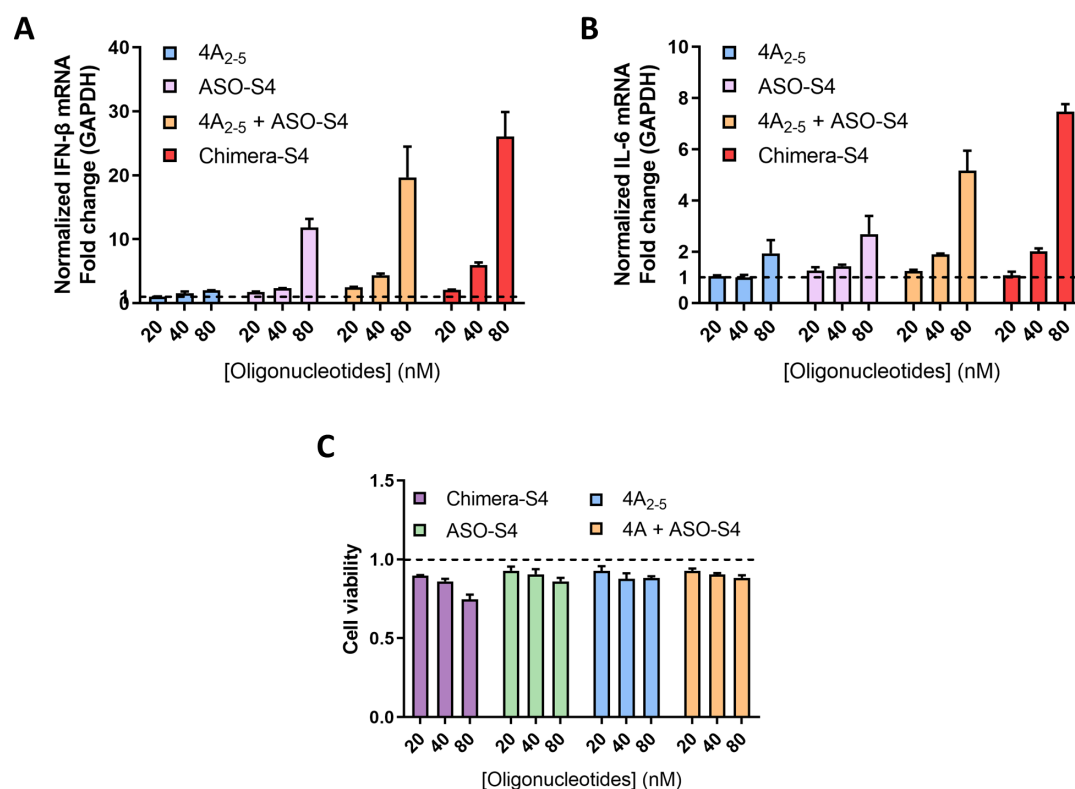 A
Normalized IFN-β mRNA
Fold change (GAPDH)
40
30
20
10
1
0
4A₂₋₅
ASO-S4
4A₂₋₅ + ASO-S4
Chimera-S4
20 40 80 20 40 80 20 40 80 20 40 80
[Oligonucleotides] (nM)
B
Normalized IL-6 mRNA
Fold change (GAPDH)
10
8
6
4
2
1
0
4A₂₋₅
ASO-S4
4A₂₋₅ + ASO-S4
Chimera-S4
20 40 80 20 40 80 20 40 80 20 40 80
[Oligonucleotides] (nM)
C
Cell viability
1.5
1.0
0.5
0.0
Chimera-S4
ASO-S4
4A₂₋₅
4A + ASO-S4
20 40 80 20 40 80 20 40 80 20 40 80
[Oligonucleotides] (nM)